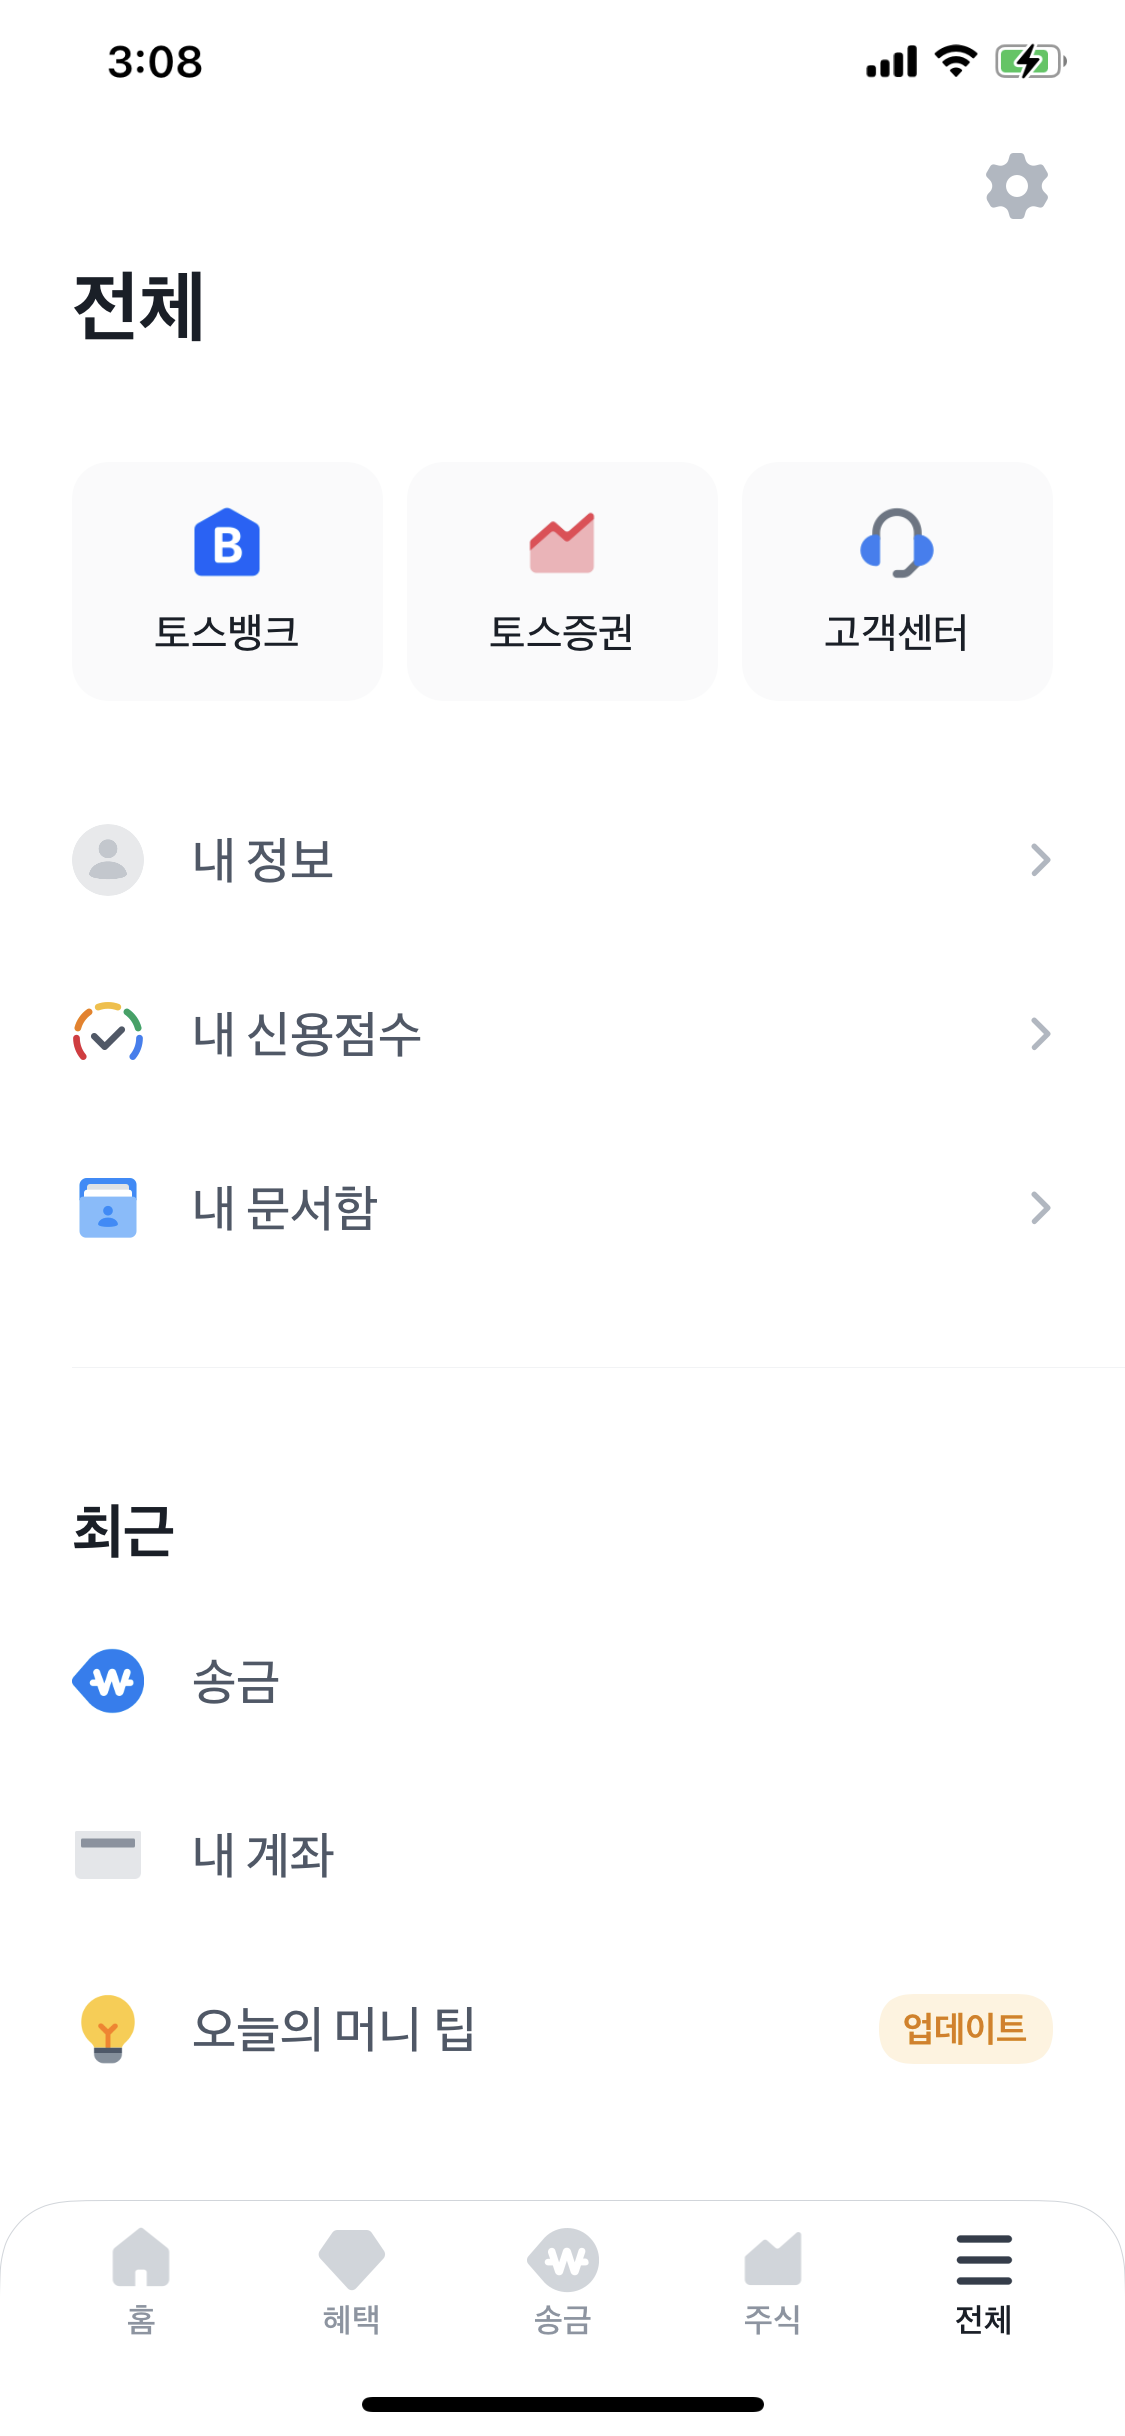 3:08
전체
B
토스뱅크
토스증권
고객센터
내 정보
내 신용점수
내 문서함
최근
송금
내 계좌
오늘의 머니 팁
업데이트
홈
혜택
송금
주식
전체